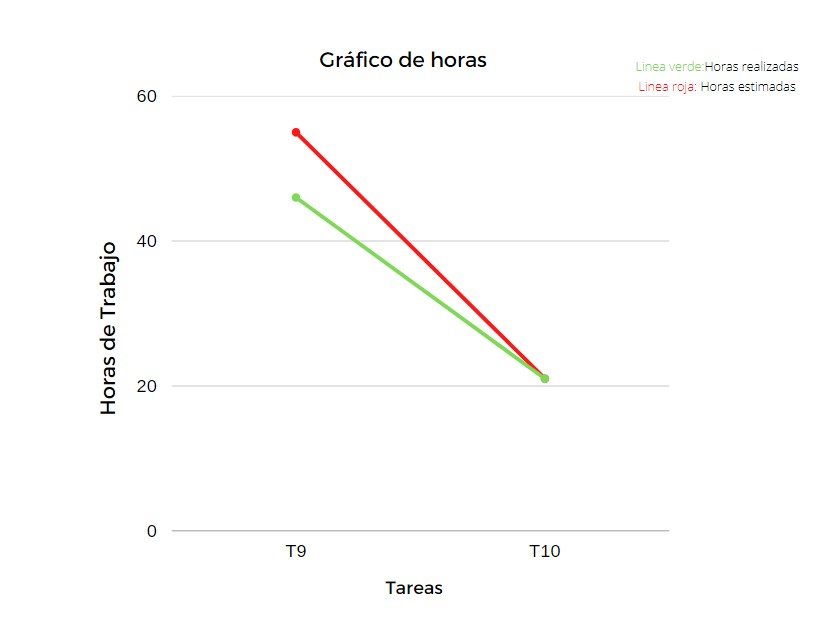 Gráfico de horas
Linea verde:Horas realizadas
Linea roja: Horas estimadas
60
40
20
0
Horas de Trabajo
T9
T10
Tareas